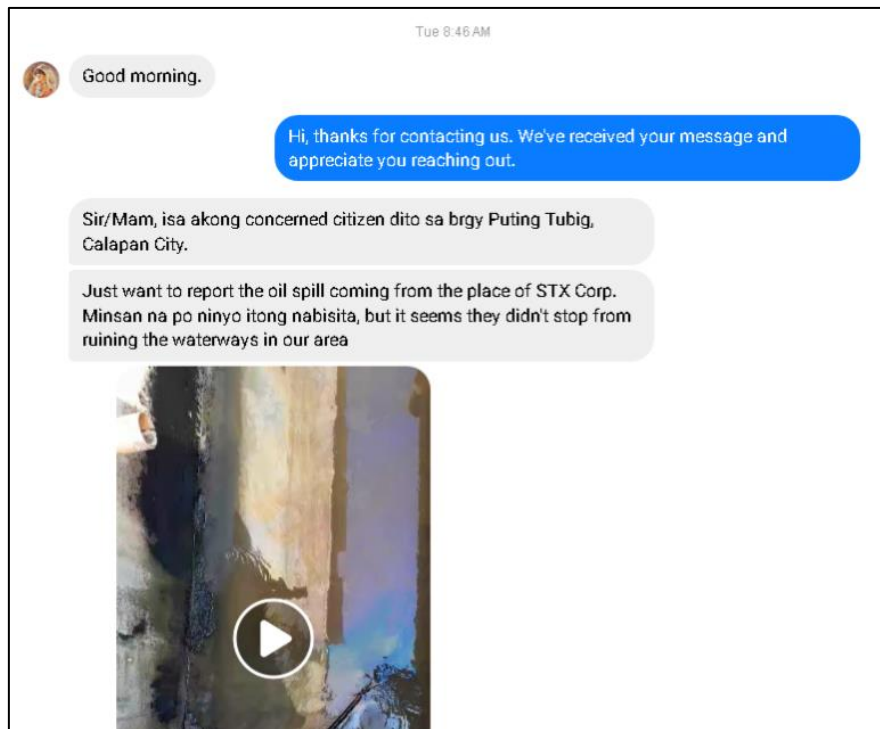 Tue 8:46 AM
Good morning.
Hi, thanks for contacting us. We've received your message and
appreciate you reaching out.
Sir/Mam, isa akong concerned citizen dito sa brgy Puting Tubig,
Calapan City.
Just want to report the oil spill coming from the place of STX Corp.
Minsan na po ninyo itong nabisita, but it seems they didn't stop from
ruining the waterways in our area